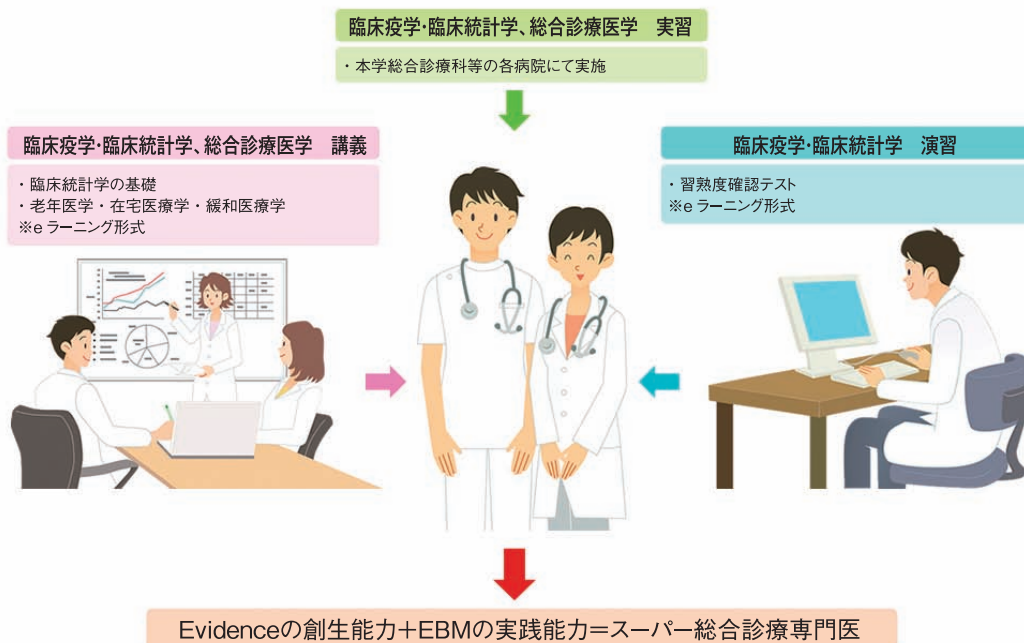 臨床疫学・臨床統計学、総合診療医学　実習
・本学総合診療科等の各病院にて実施
臨床疫学・臨床統計学、総合診療医学　講義
・臨床統計学の基礎
・老年医学・在宅医療学・緩和医療学
※eラーニング形式
臨床疫学・臨床統計学　演習
・習熟度確認テスト
※eラーニング形式
Evidenceの創生能力＋EBMの実践能力＝スーパー総合診療専門医